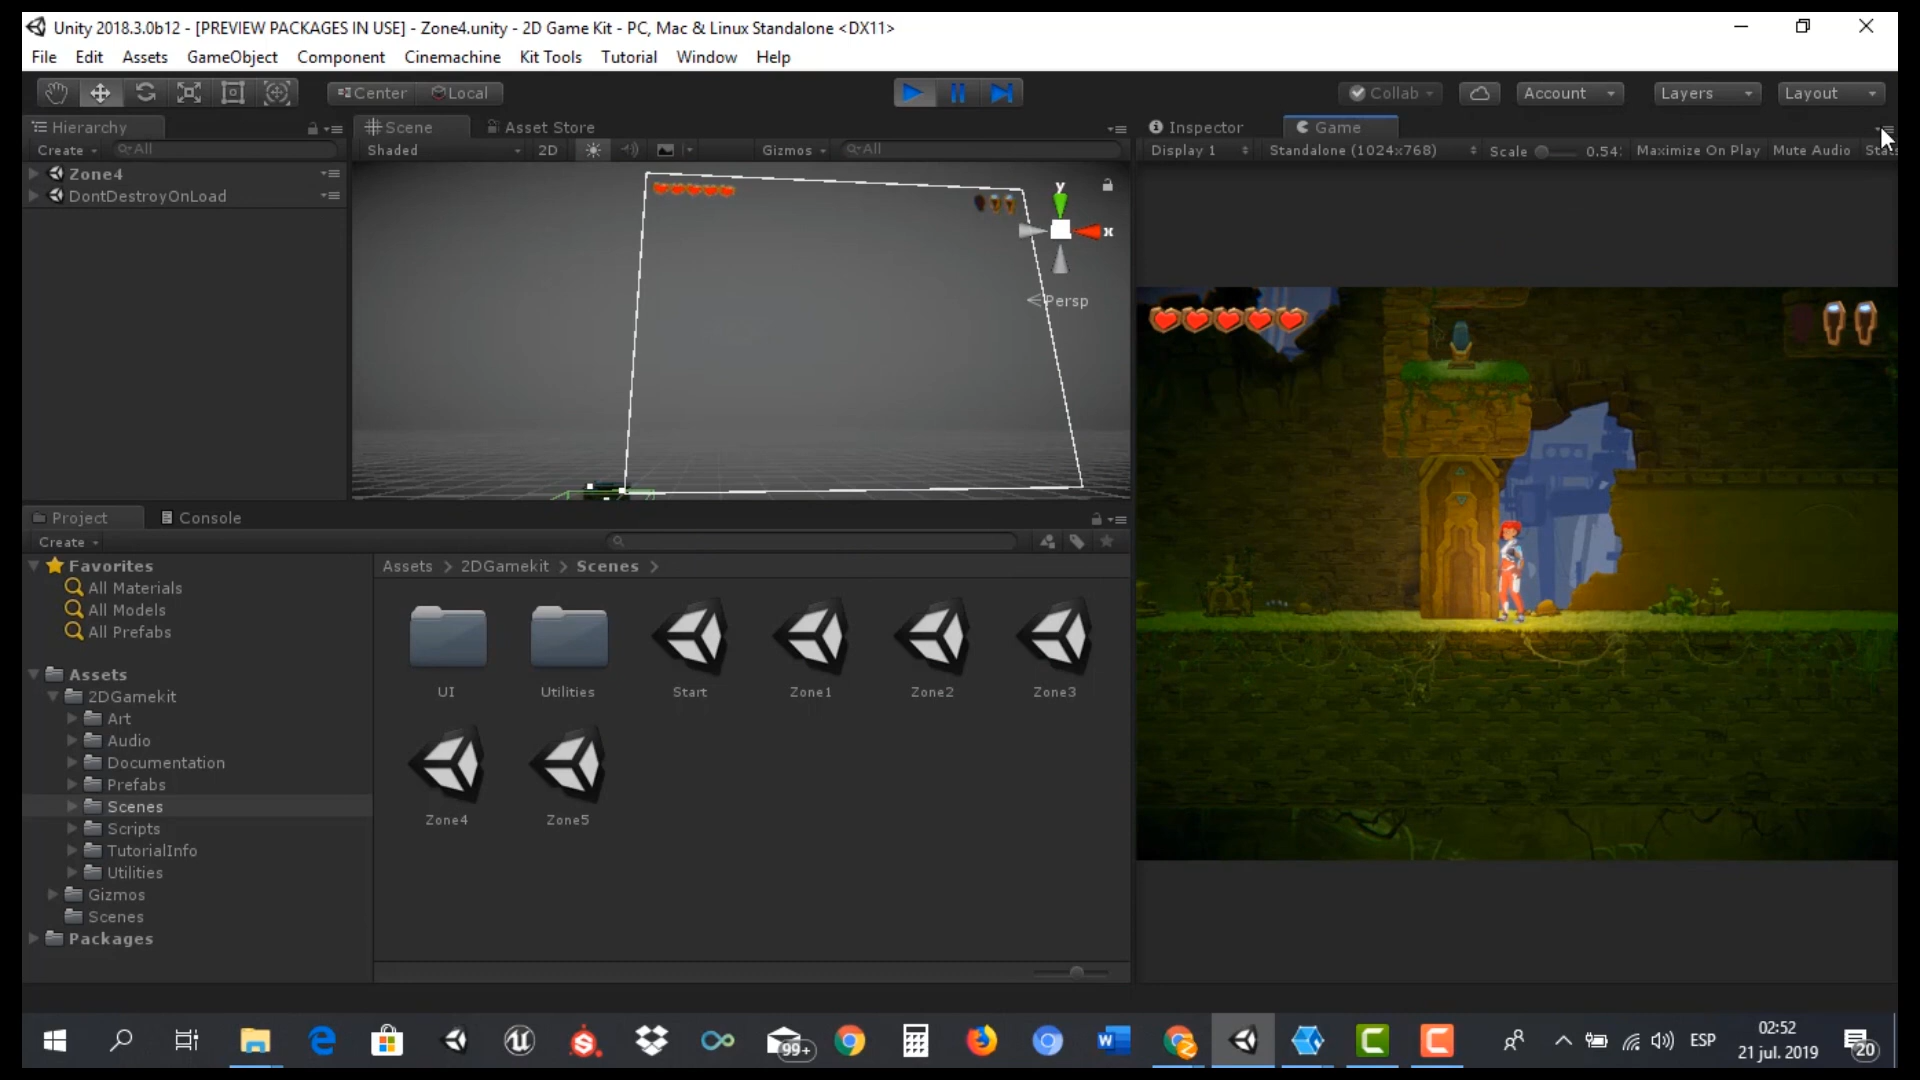 Unity 2018.3.0b12 - [PREVIEW PACKAGES IN USE] - Zone4.unity - 2D Game Kit - PC, Mac & Linux Standalone <DX11>
File Edit Assets GameObject Component Cinemachine Kit Tools Tutorial Window Help
Center Local Collab Account Layers Layout
Hierarchy
Create All
Zone4
DontDestroyOnLoad
Scene Asset Store
Shaded 2D Gizmos All
y
x
Persp
Inspector Game
Display 1 Standalone (1024x768) Scale 0.54 Maximize On Play Mute Audio Stats
Project Console
Create
Favorites
All Materials
All Models
All Prefabs
Assets
2DGamekit
Art
Audio
Documentation
Prefabs
Scenes
Scripts
TutorialInfo
Utilities
Gizmos
Scenes
Packages
Assets > 2DGamekit > Scenes >
UI Utilities Start Zone1 Zone2 Zone3
Zone4 Zone5
99+
W
ESP
02:52
21 jul. 2019
20